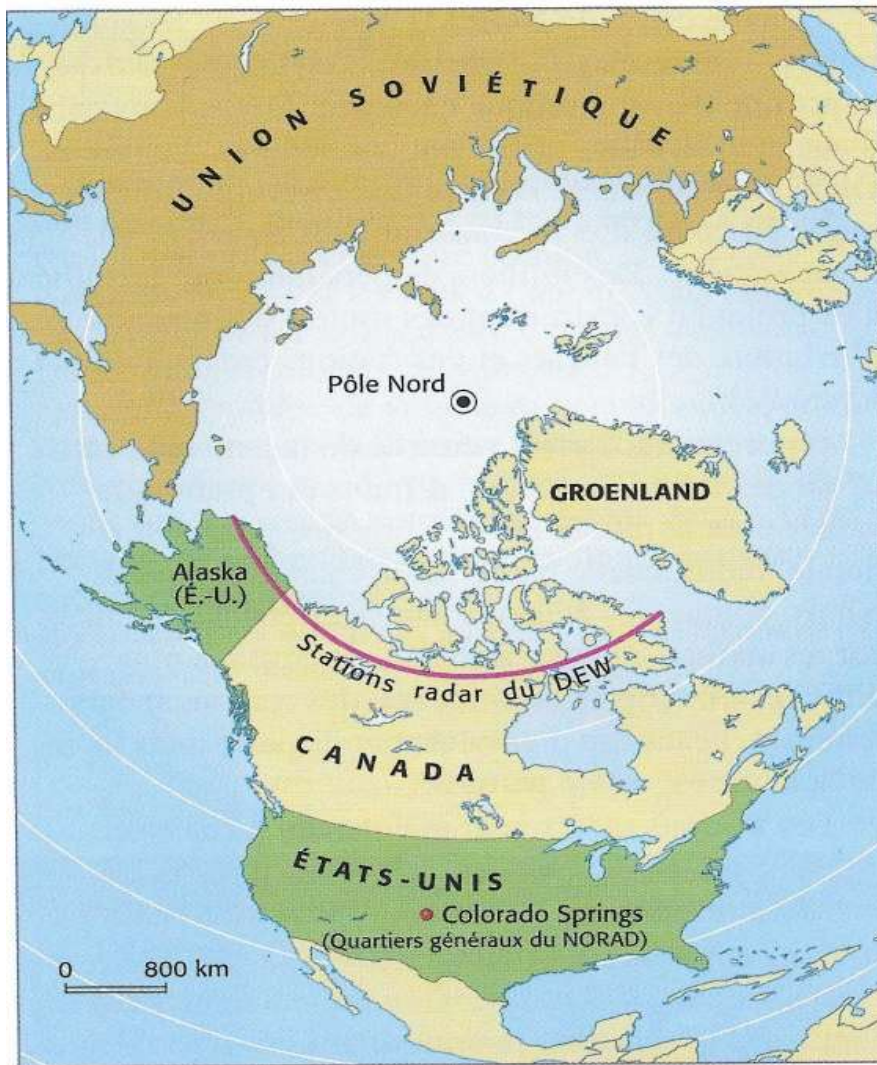 UNION SOVIÉTIQUE
Pôle Nord
GROENLAND
Alaska
(É.-U.)
Stations radar du DEW
CANADA
ÉTATS-UNIS
Colorado Springs
(Quartiers généraux du NORAD)
0 800 km